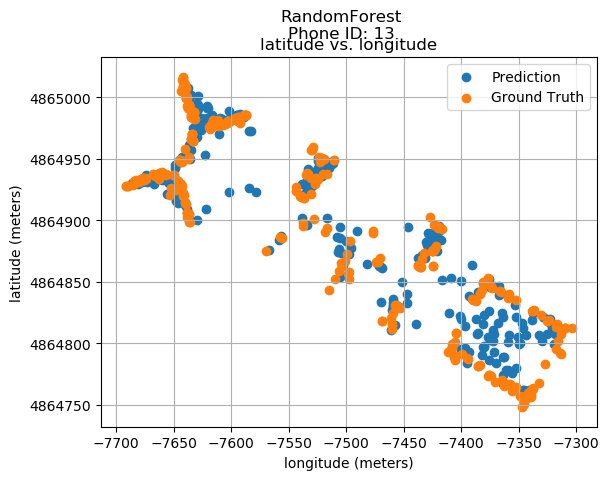 RandomForest
Phone ID: 13
latitude vs. longitude
Prediction
Ground Truth
4865000
4864950
4864900
4864850
4864800
4864750
latitude (meters)
−7700 −7650 −7600 −7550 −7500 −7450 −7400 −7350 −7300
longitude (meters)